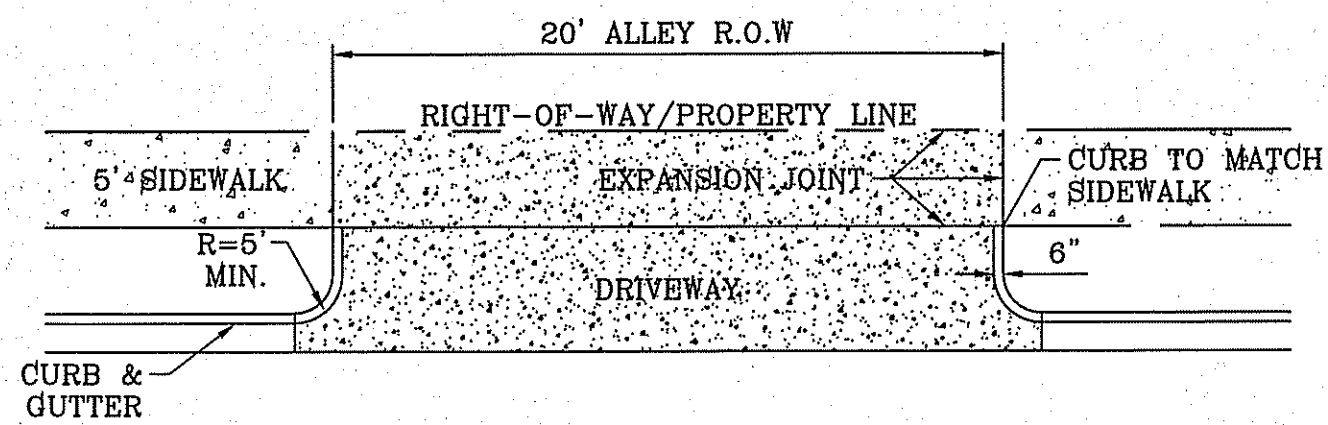 20' ALLEY R.O.W
RIGHT-OF-WAY/PROPERTY LINE
5' SIDEWALK
EXPANSION JOINT
CURB TO MATCH
SIDEWALK
R=5'
MIN.
6"
DRIVEWAY
CURB &
GUTTER